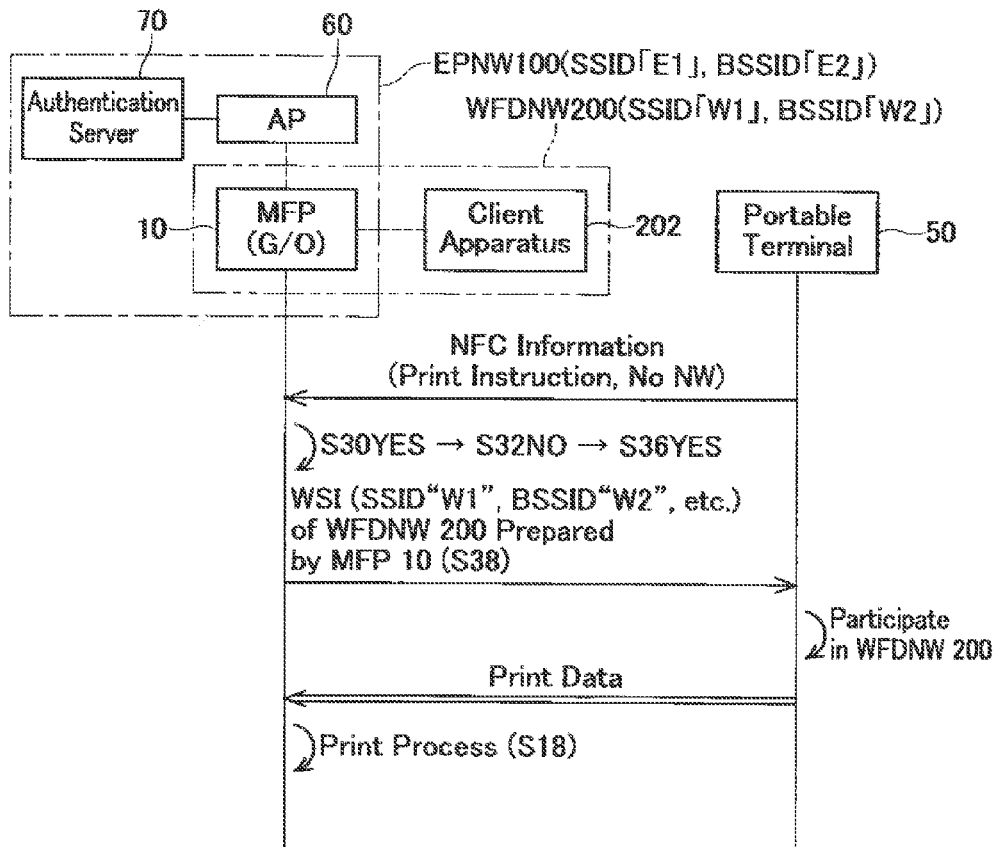 70
60
EPNW100(SSID「E1」, BSSID「E2」)
WFDNW200(SSID「W1」, BSSID「W2」)
Authentication
Server
AP
10
MFP
(G/O)
Client
Apparatus
202
Portable
Terminal
50
NFC Information
(Print Instruction, No NW)
S30YES → S32NO → S36YES
WSI (SSID“W1”, BSSID“W2”, etc.)
of WFDNW 200 Prepared
by MFP 10 (S38)
Participate
in WFDNW 200
Print Data
Print Process (S18)